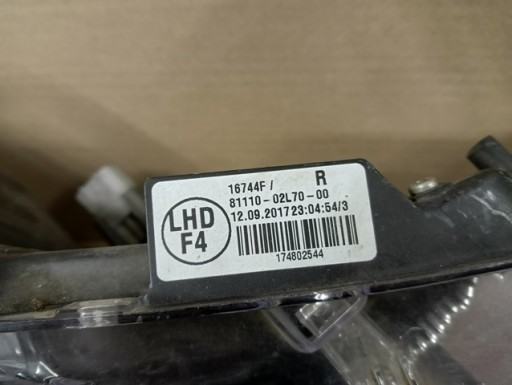 16744F / R
81110-02L70-00
12.09.2017 23:04:54/3
LHD
F4
174802544